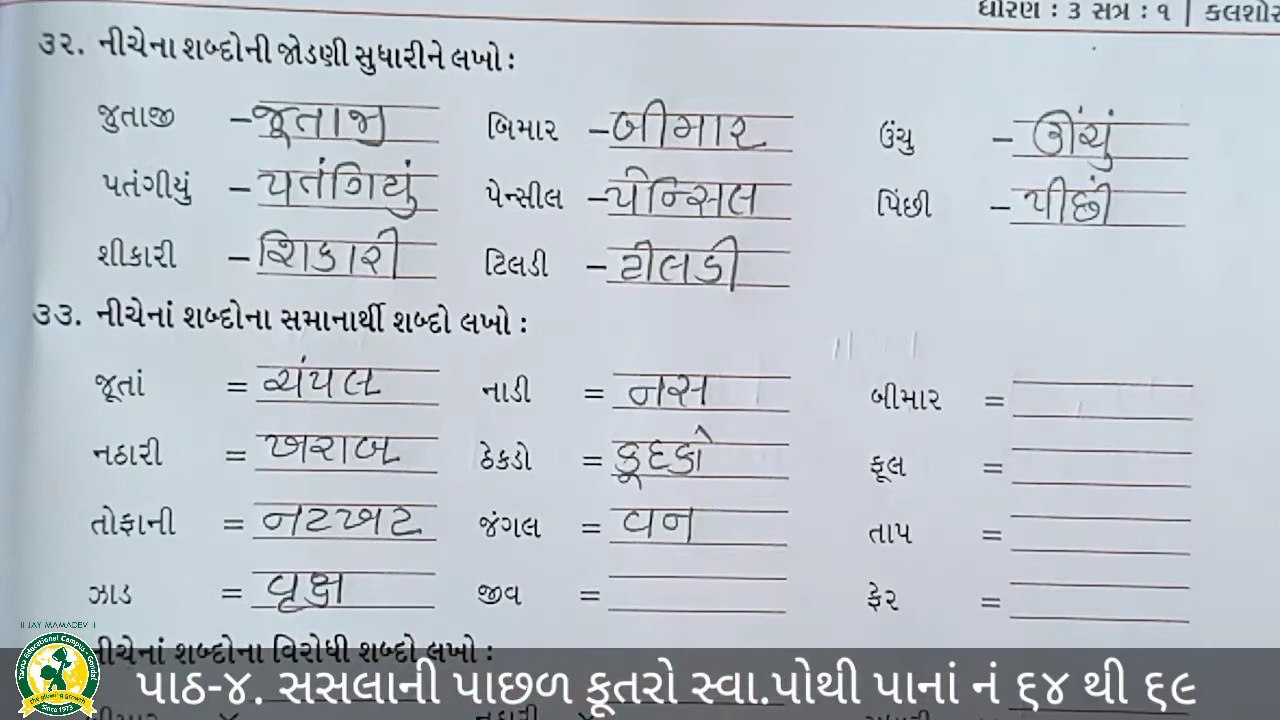 ધોરણ : ૩ સત્ર : ૧ | કલશોર
૩૨. નીચેના શબ્દોની જોડણી સુધારીને લખો :
જુતાજી - જૂતાજી બિમાર - બીમાર ઉંચુ - ઊંચું
પતંગીયું - પતંગિયું પેન્સીલ - પેન્સિલ પિંછી - પીંછી
શીકારી - શિકારી ટિલડી - ટીલડી
૩૩. નીચેનાં શબ્દોના સમાનાર્થી શબ્દો લખો :
જૂતાં = ચંપલ નાડી = નસ બીમાર =
નઠારી = ખરાબ ઠેકડો = કૂદકો ફૂલ =
તોફાની = નટખટ જંગલ = વન તાપ =
ઝાડ = વૃક્ષ જીવ = ફેર =
નીચેનાં શબ્દોના વિરોધી શબ્દો લખો :
|| JAY MAMADEV ||
પાઠ-૪. સસલાની પાછળ કૂતરો સ્વા.પોથી પાનાં નં ૬૪ થી ૬૯